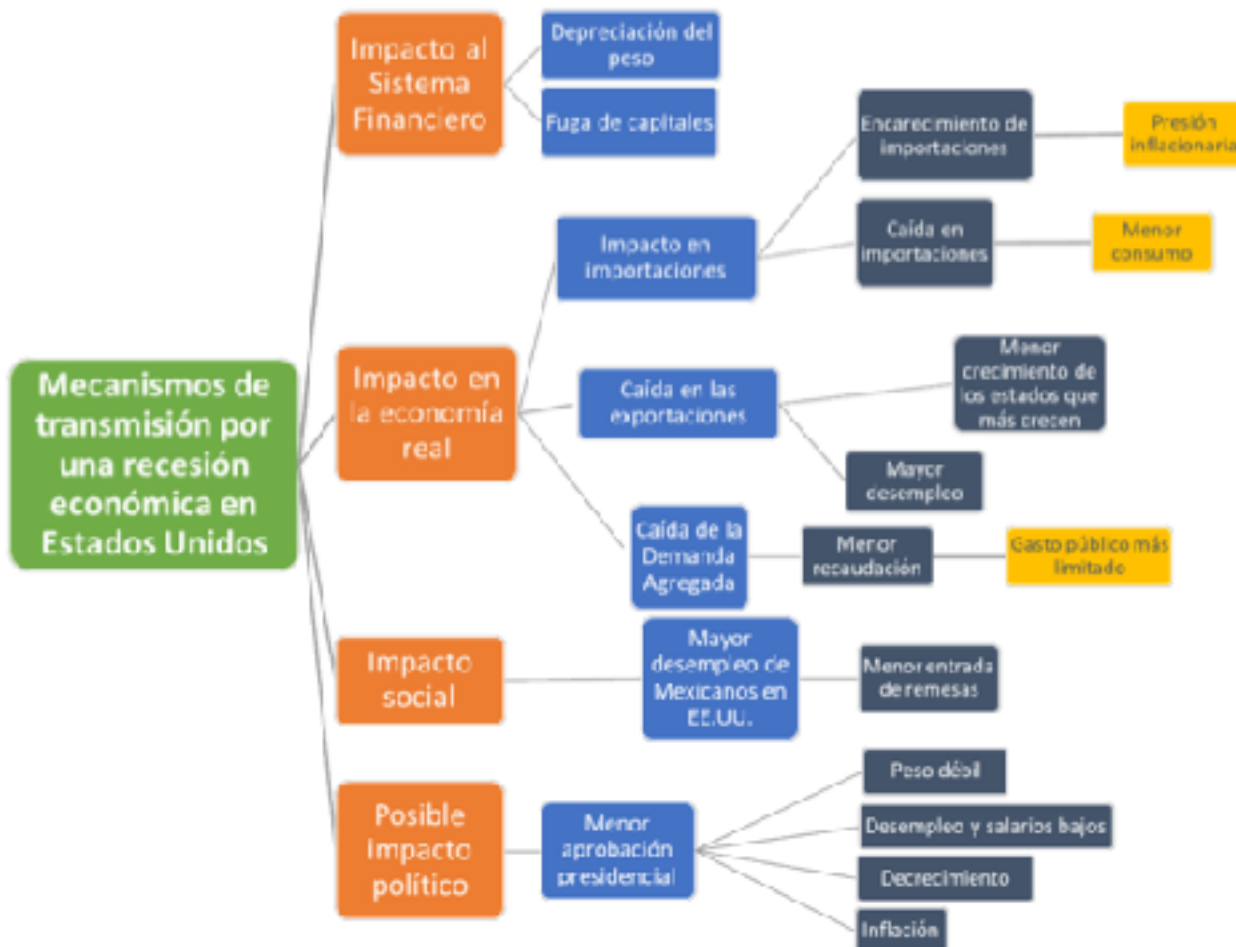 Mecanismos de
transmisión por
una recesión
económica en
Estados Unidos
Impacto al
Sistema
Financiero
Depreciación del
peso
Fuga de capitales
Impacto en
la economía
real
Impacto en
importaciones
Encarecimiento de
importaciones
Presión
inflacionaria
Caída en
importaciones
Menor
consumo
Caída en las
exportaciones
Menor
crecimiento de
los estados que
más crecen
Mayor
desempleo
Caída de la
Demanda
Agregada
Menor
recaudación
Gasto público más
limitado
Impacto
social
Mayor
desempleo de
Mexicanos en
EE.UU.
Menor entrada
de remesas
Posible
impacto
político
Menor
aprobación
presidencial
Peso débil
Desempleo y salarios bajos
Decrecimiento
Inflación